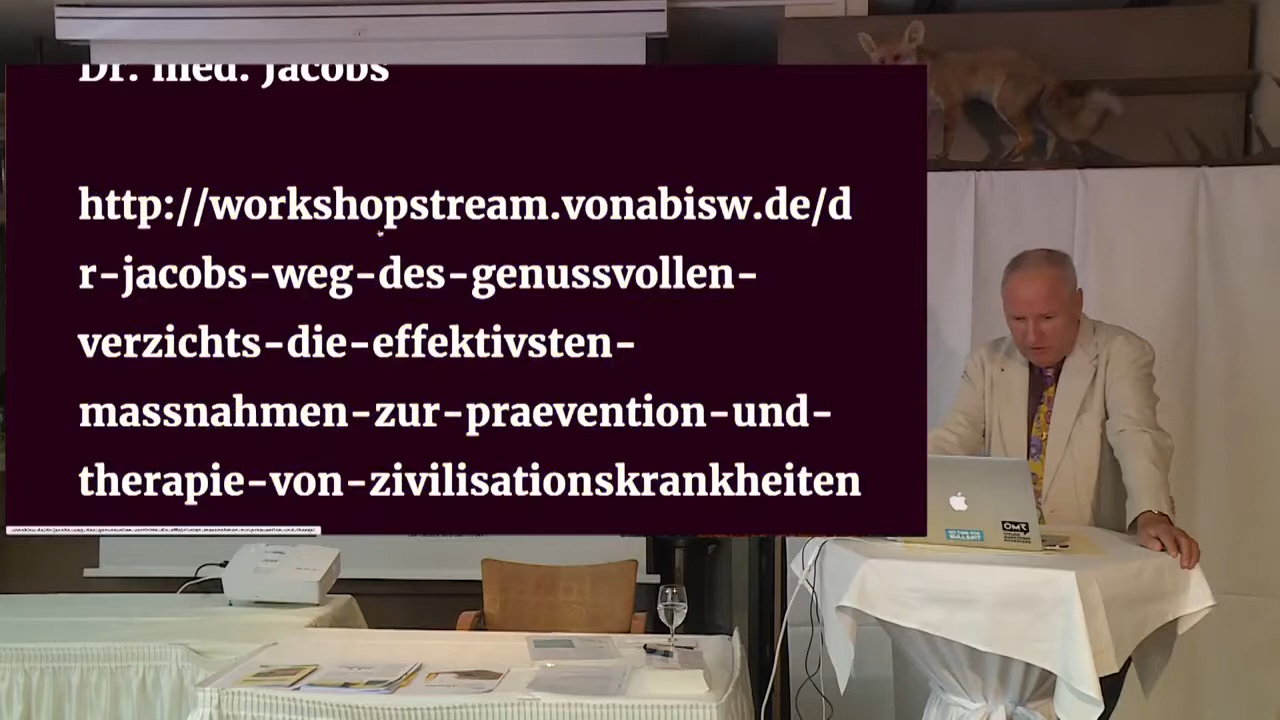 Dr. med. Jacobs
http://workshopstream.vonabisw.de/d
r-jacobs-weg-des-genussvollen-
verzichts-die-effektivsten-
massnahmen-zur-praevention-und-
therapie-von-zivilisationskrankheiten
OMR